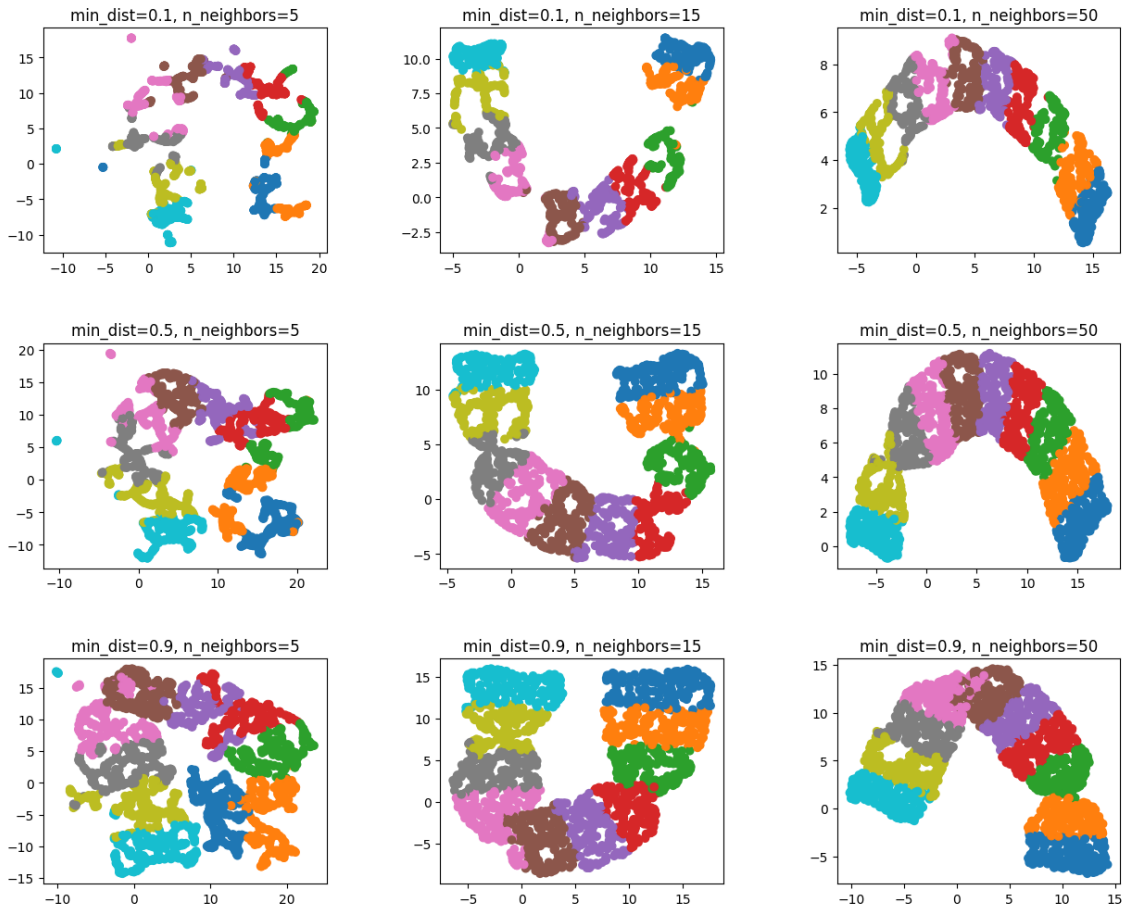 min_dist=0.1, n_neighbors=5
min_dist=0.1, n_neighbors=15
min_dist=0.1, n_neighbors=50
15
10
5
0
−5
−10
−10 −5 0 5 10 15 20
10.0
7.5
5.0
2.5
0.0
−2.5
−5 0 5 10 15
8
6
4
2
−5 0 5 10 15
min_dist=0.5, n_neighbors=5
min_dist=0.5, n_neighbors=15
min_dist=0.5, n_neighbors=50
20
15
10
5
0
−5
−10
−10 0 10 20
10
5
0
−5
−5 0 5 10 15
10
8
6
4
2
0
−5 0 5 10 15
min_dist=0.9, n_neighbors=5
min_dist=0.9, n_neighbors=15
min_dist=0.9, n_neighbors=50
15
10
5
0
−5
−10
−15
−10 0 10 20
15
10
5
0
−5
−5 0 5 10 15
15
10
5
0
−5
−10 −5 0 5 10 15